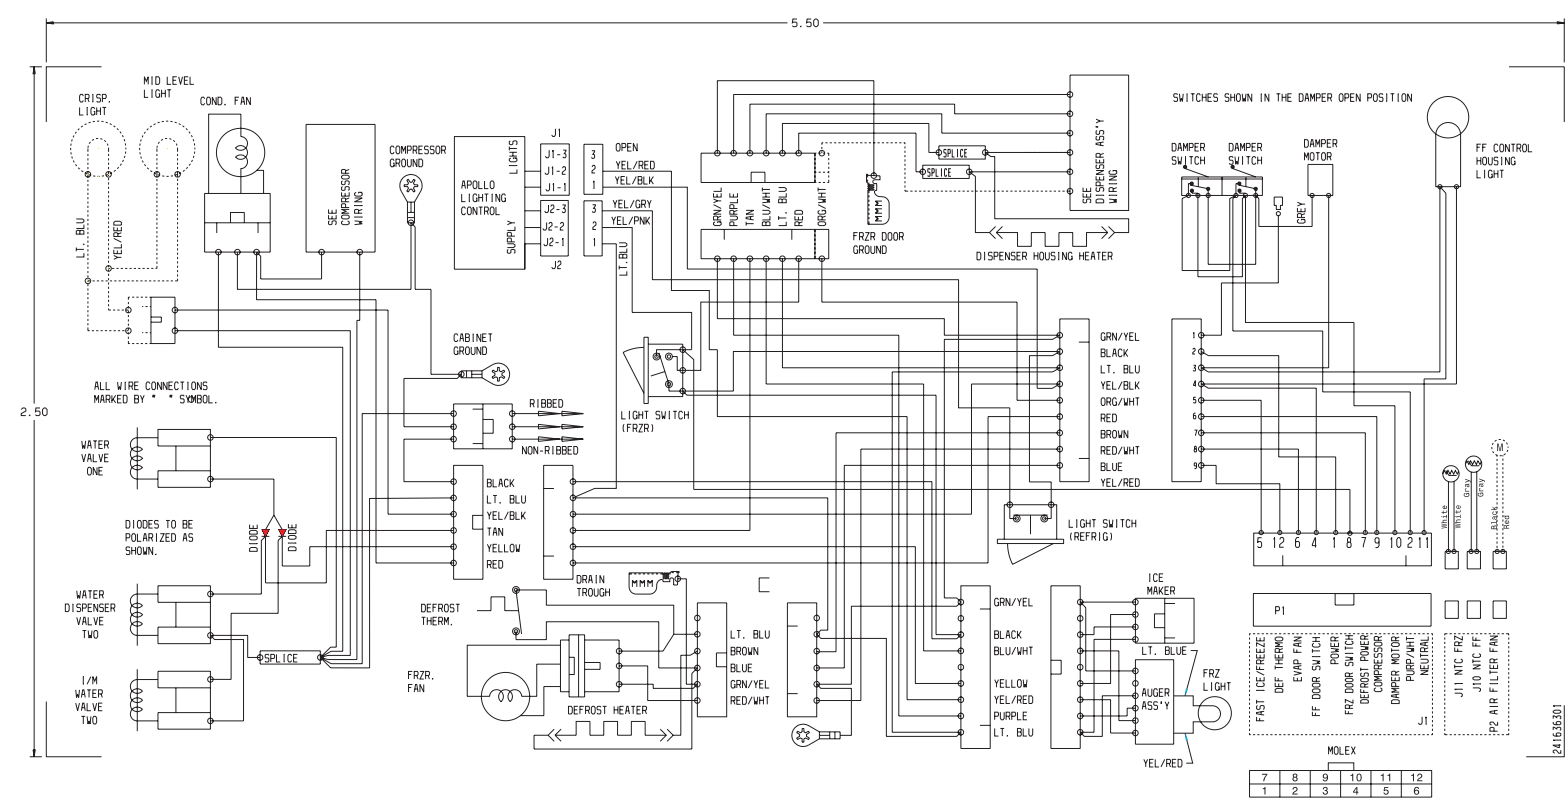 5.50
2.50
CRISP.
LIGHT
MID LEVEL
LIGHT
COND. FAN
LT. BLU
YEL/RED
SEE
COMPRESSOR
WIRING
COMPRESSOR
GROUND
APOLLO
LIGHTING
CONTROL
LIGHTS
SUPPLY
J1
J1-3
J1-2
J1-1
J2-3
J2-2
J2-1
J2
3
2
1
3
2
1
OPEN
YEL/RED
YEL/BLK
YEL/GRY
YEL/PNK
LT.BLU
GRN/YEL
PURPLE
TAN
BLU/WHT
LT. BLU
RED
ORG/WHT
FRZR DOOR
GROUND
SPLICE
SPLICE
SEE
DISPENSER ASS'Y
WIRING
DISPENSER HOUSING HEATER
SWITCHES SHOWN IN THE DAMPER OPEN POSITION
DAMPER
SWITCH
DAMPER
SWITCH
DAMPER
MOTOR
GREY
FF CONTROL
HOUSING
LIGHT
ALL WIRE CONNECTIONS
MARKED BY " " SYMBOL.
CABINET
GROUND
RIBBED
NON-RIBBED
LIGHT SWITCH
(FRZR)
GRN/YEL
BLACK
LT. BLU
YEL/BLK
ORG/WHT
RED
BROWN
RED/WHT
BLUE
YEL/RED
1
2
3
4
5
6
7
8
9
WATER
VALVE
ONE
DIODES TO BE
POLARIZED AS
SHOWN.
DIODE
DIODE
BLACK
LT. BLU
YEL/BLK
TAN
YELLOW
RED
LIGHT SWITCH
(REFRIG)
White
White
Gray
Gray
M
Black
Red
5 12 6 4 1 8 7 9 10 2 11
WATER
DISPENSER
VALVE
TWO
SPLICE
I/M
WATER
VALVE
TWO
DEFROST
THERM.
DRAIN
TROUGH
FRZR.
FAN
DEFROST HEATER
LT. BLU
BROWN
BLUE
GRN/YEL
RED/WHT
GRN/YEL
BLACK
BLU/WHT
YELLOW
YEL/RED
PURPLE
LT. BLU
ICE
MAKER
LT. BLUE
AUGER
ASS'Y
FRZ
LIGHT
YEL/RED
P1
FAST ICE/FREEZE
DEF THERMO
EVAP FAN
FF DOOR SWITCH
POWER
FRZ DOOR SWITCH
DEFROST POWER
COMPRESSOR
DAMPER MOTOR
PURP/WHT
NEUTRAL
J1
J11 NTC FRZ
J10 NTC FF
P2 AIR FILTER FAN
241636301
MOLEX
7 8 9 10 11 12
1 2 3 4 5 6